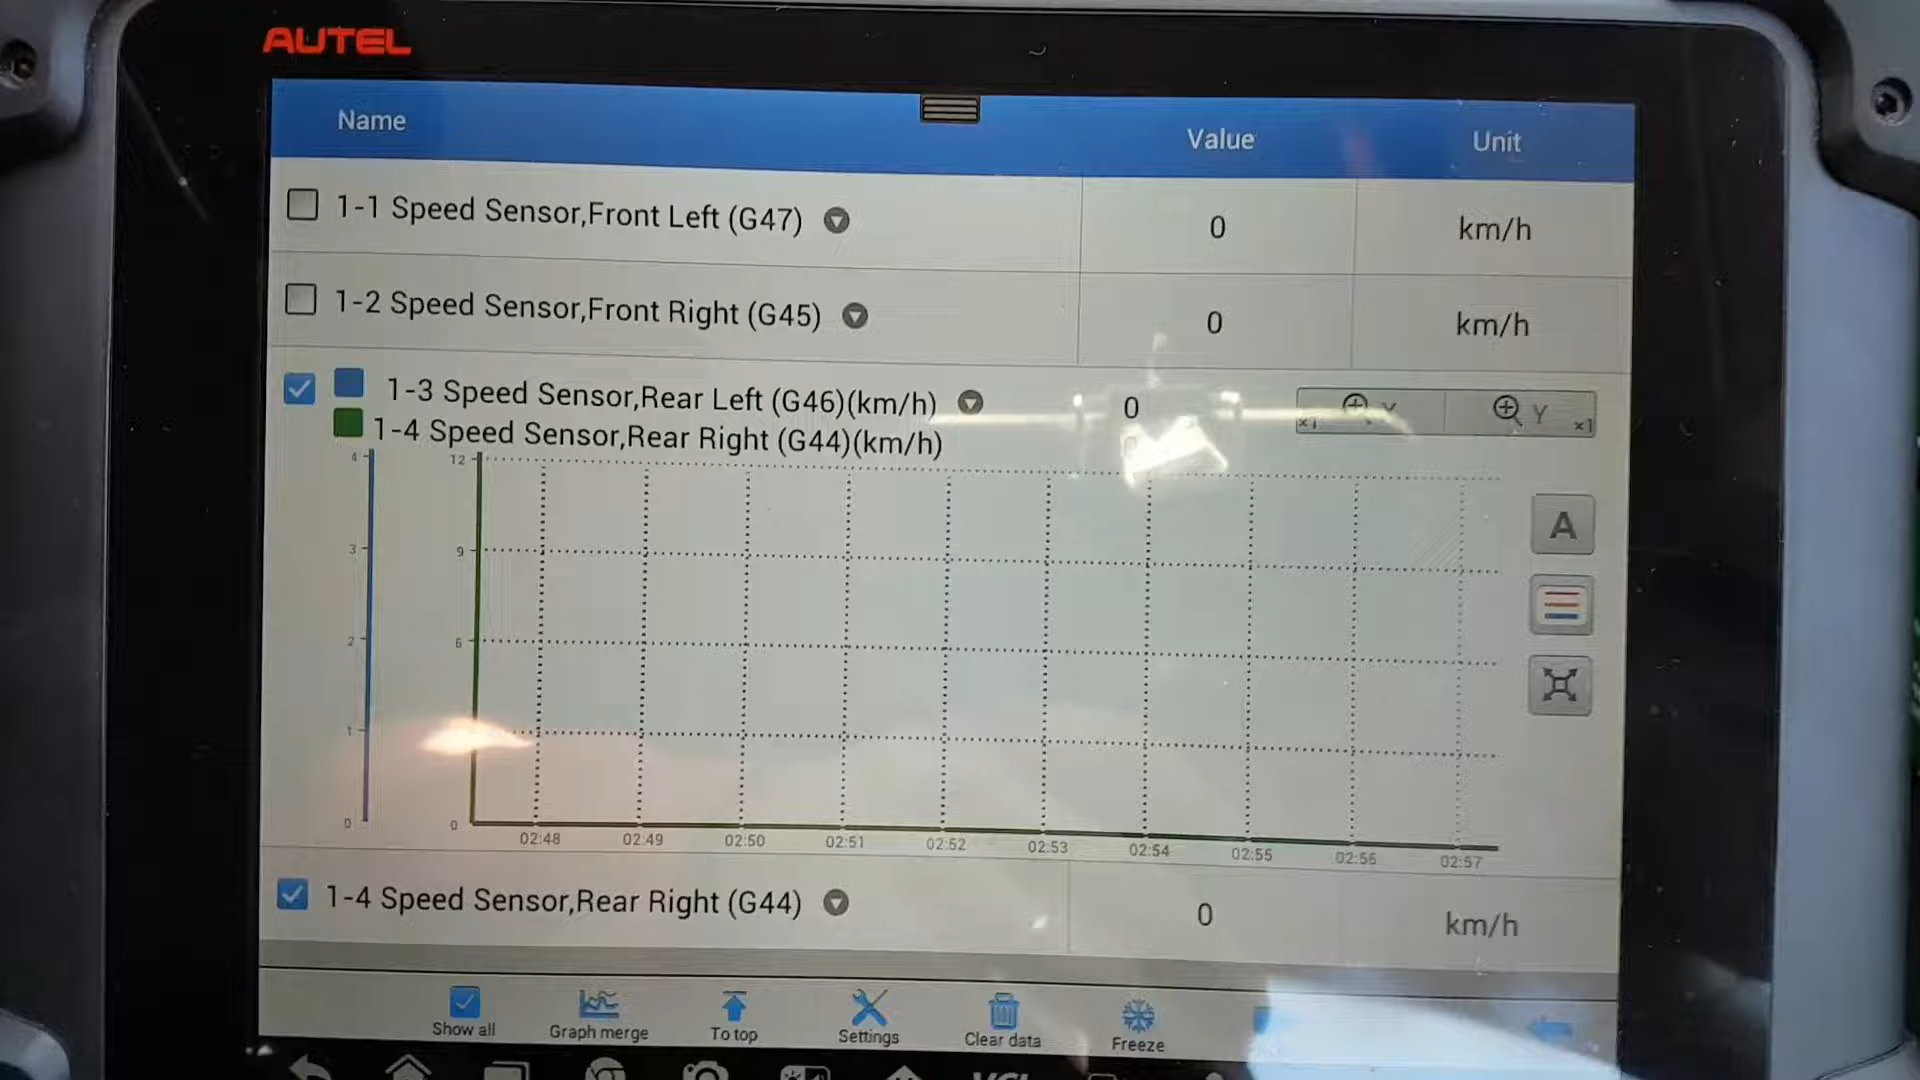 AUTEL
Name Value Unit
1-1 Speed Sensor,Front Left (G47) 0 km/h
1-2 Speed Sensor,Front Right (G45) 0 km/h
1-3 Speed Sensor,Rear Left (G46)(km/h) 0
1-4 Speed Sensor,Rear Right (G44)(km/h)
Y x1
A
4 12
3 9
2 6
1
0 0
02:48 02:49 02:50 02:51 02:52 02:53 02:54 02:55 02:56 02:57
1-4 Speed Sensor,Rear Right (G44) 0 km/h
Show all Graph merge To top Settings Clear data Freeze